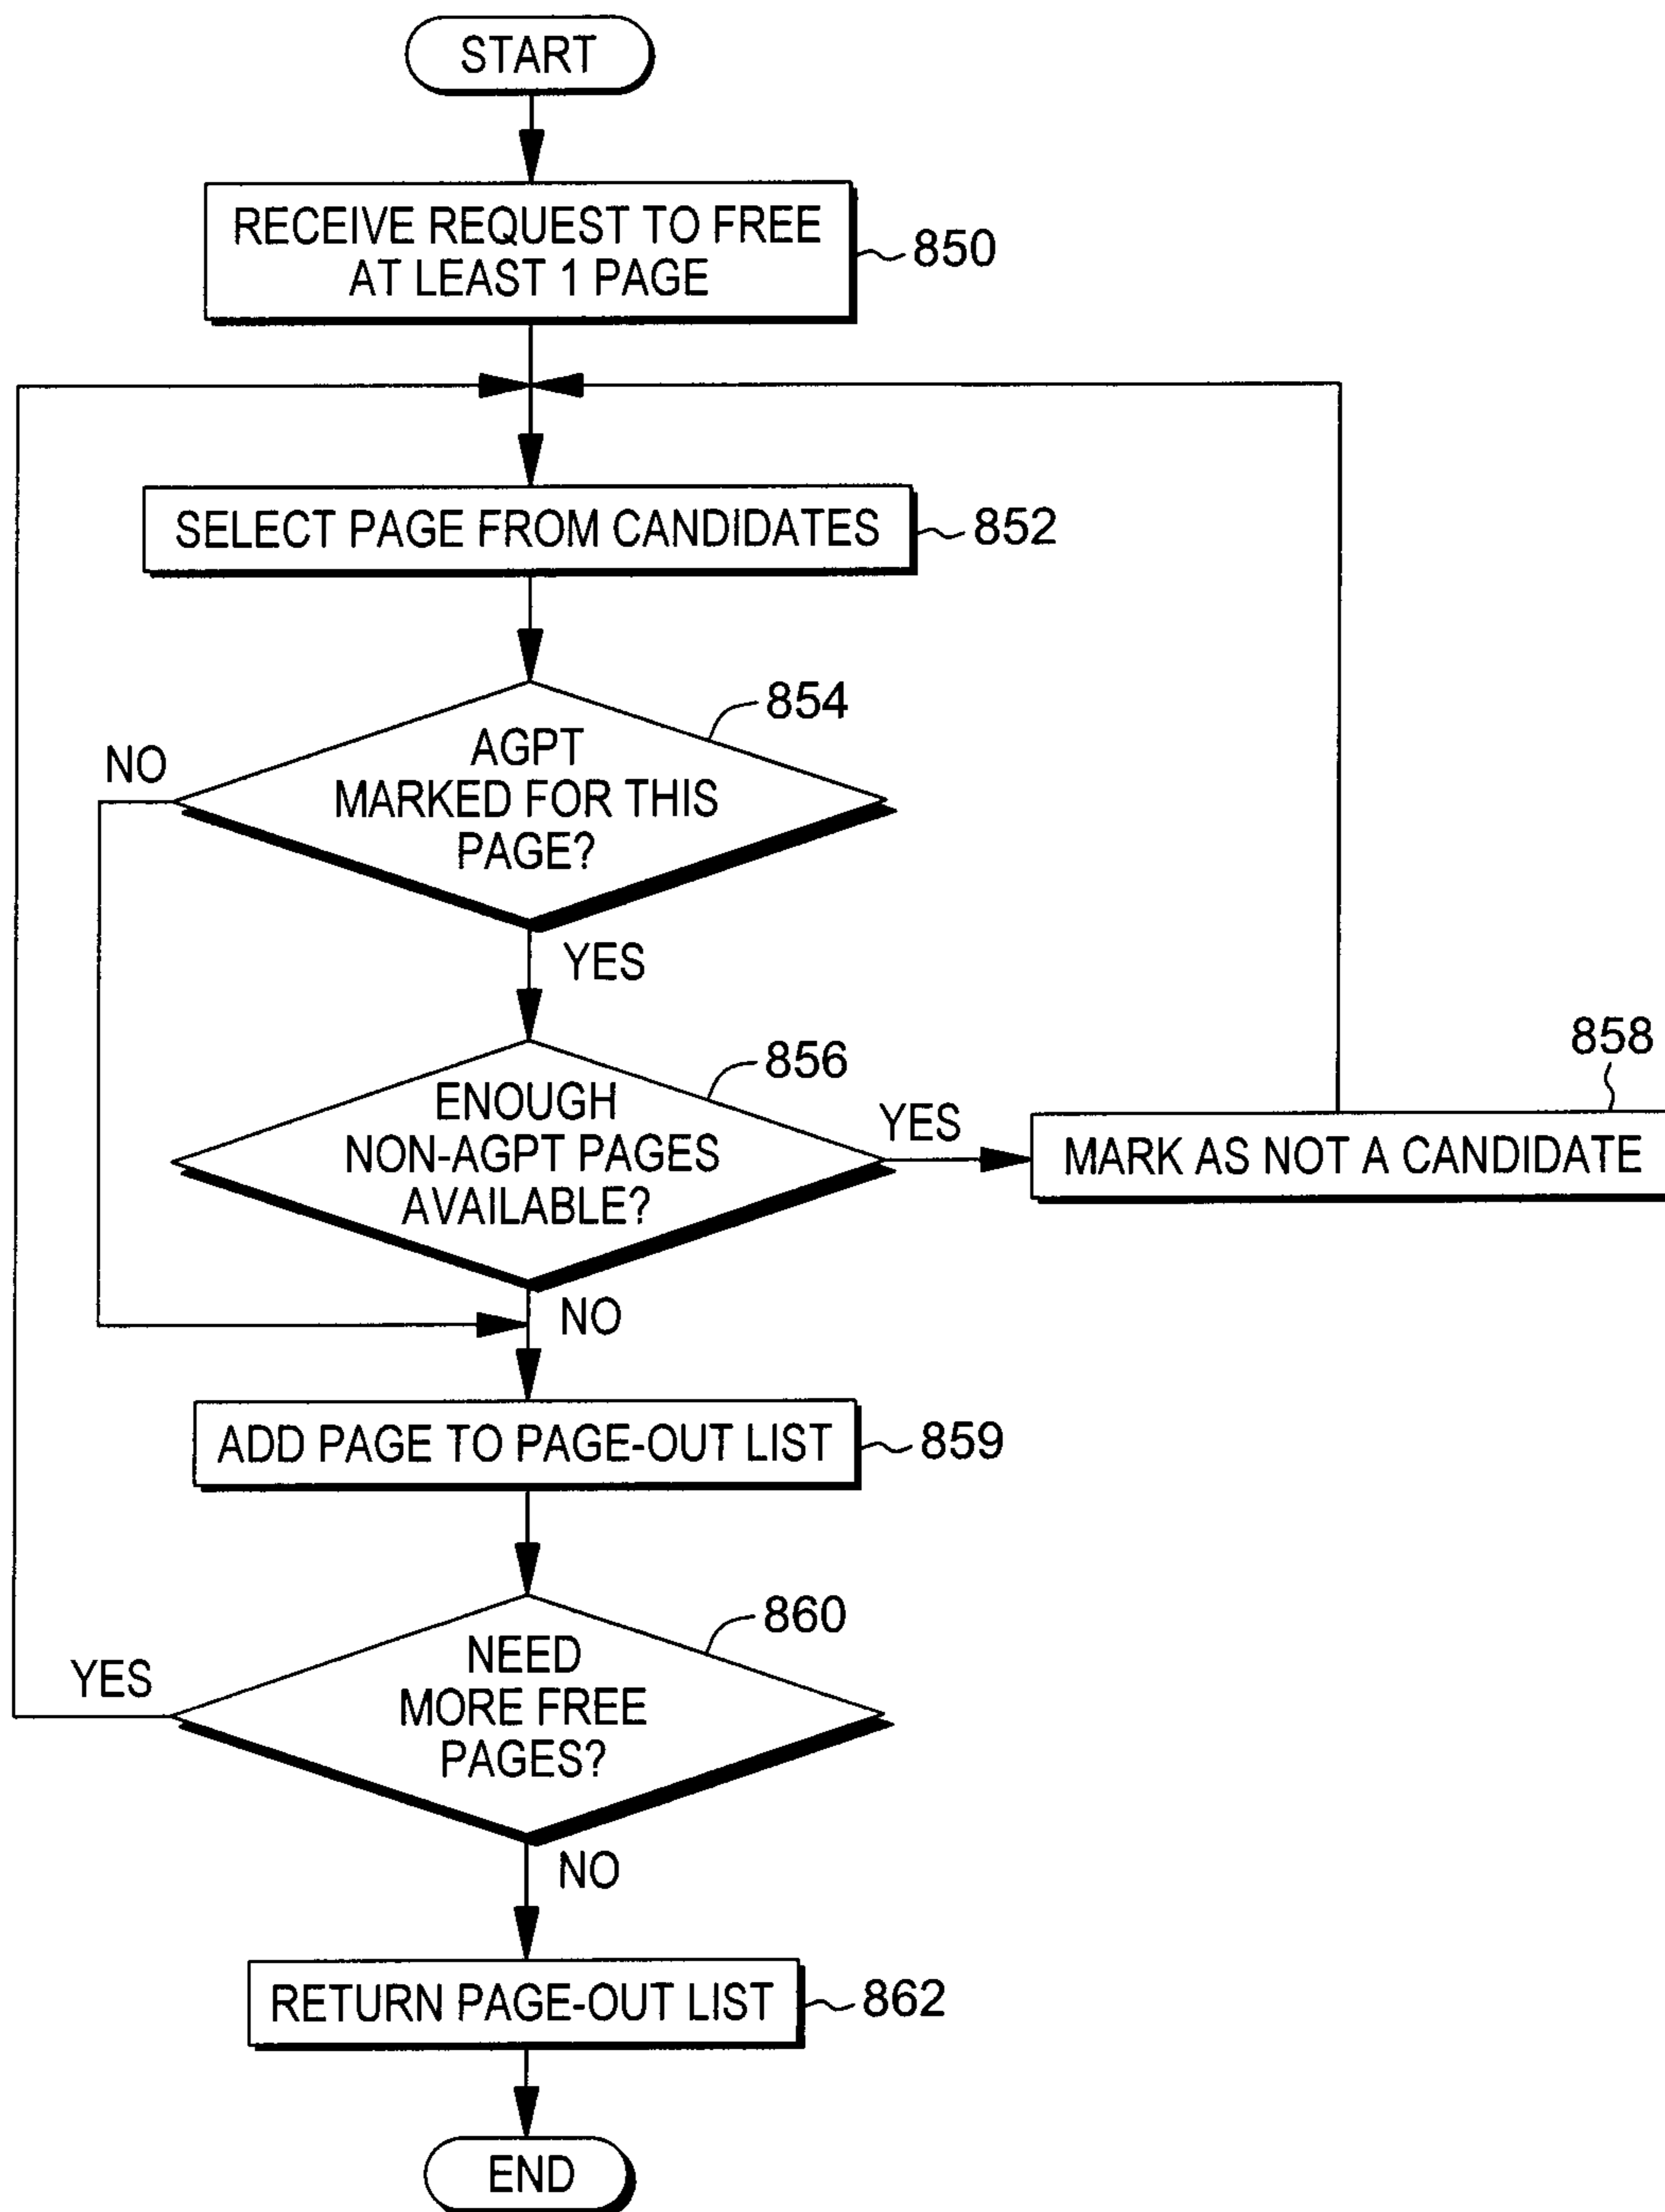 START
RECEIVE REQUEST TO FREE
AT LEAST 1 PAGE
850
SELECT PAGE FROM CANDIDATES
852
854
AGPT
MARKED FOR THIS
PAGE?
NO
YES
856
ENOUGH
NON-AGPT PAGES
AVAILABLE?
YES
858
MARK AS NOT A CANDIDATE
NO
ADD PAGE TO PAGE-OUT LIST
859
860
NEED
MORE FREE
PAGES?
YES
NO
RETURN PAGE-OUT LIST
862
END